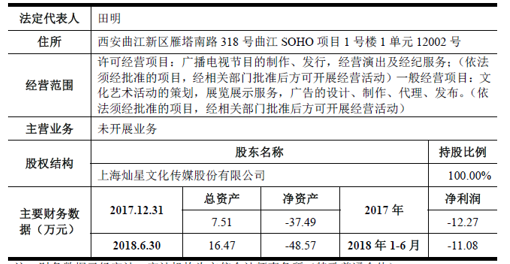 法定代表人 田明
住所 西安曲江新区雁塔南路 318 号曲江 SOHO 项目 1 号楼 1 单元 12002 号
许可经营项目：广播电视节目的制作、发行，经营演出及经纪服务；（依法
须经批准的项目，经相关部门批准后方可开展经营活动）一般经营项目：文
经营范围
化艺术活动的策划，展览展示服务，广告的设计、制作、代理、发布。（依
法须经批准的项目，经相关部门批准后方可开展经营活动）
主营业务 未开展业务
股权结构
股东名称 持股比例
上海灿星文化传媒股份有限公司 100.00%
主要财务数
据（万元）
2017.12.31 总资产 净资产 2017 年 净利润
7.51 -37.49 -12.27
2018.6.30 16.47 -48.57 2018 年 1-6 月 -11.08